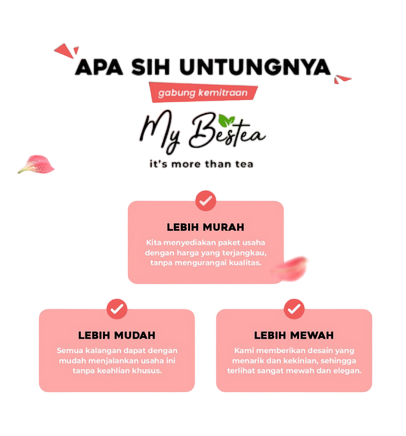 APA SIH UNTUNGNYA
gabung kemitraan
My Bestea
it's more than tea
LEBIH MURAH
Kita menyediakan paket usaha
dengan harga yang terjangkau,
tanpa mengurangai kualitas.
LEBIH MUDAH
Semua kalangan dapat dengan
mudah menjalankan usaha ini
tanpa keahlian khusus.
LEBIH MEWAH
Kami memberikan desain yang
menarik dan kekinian, sehingga
terlihat sangat mewah dan elegan.